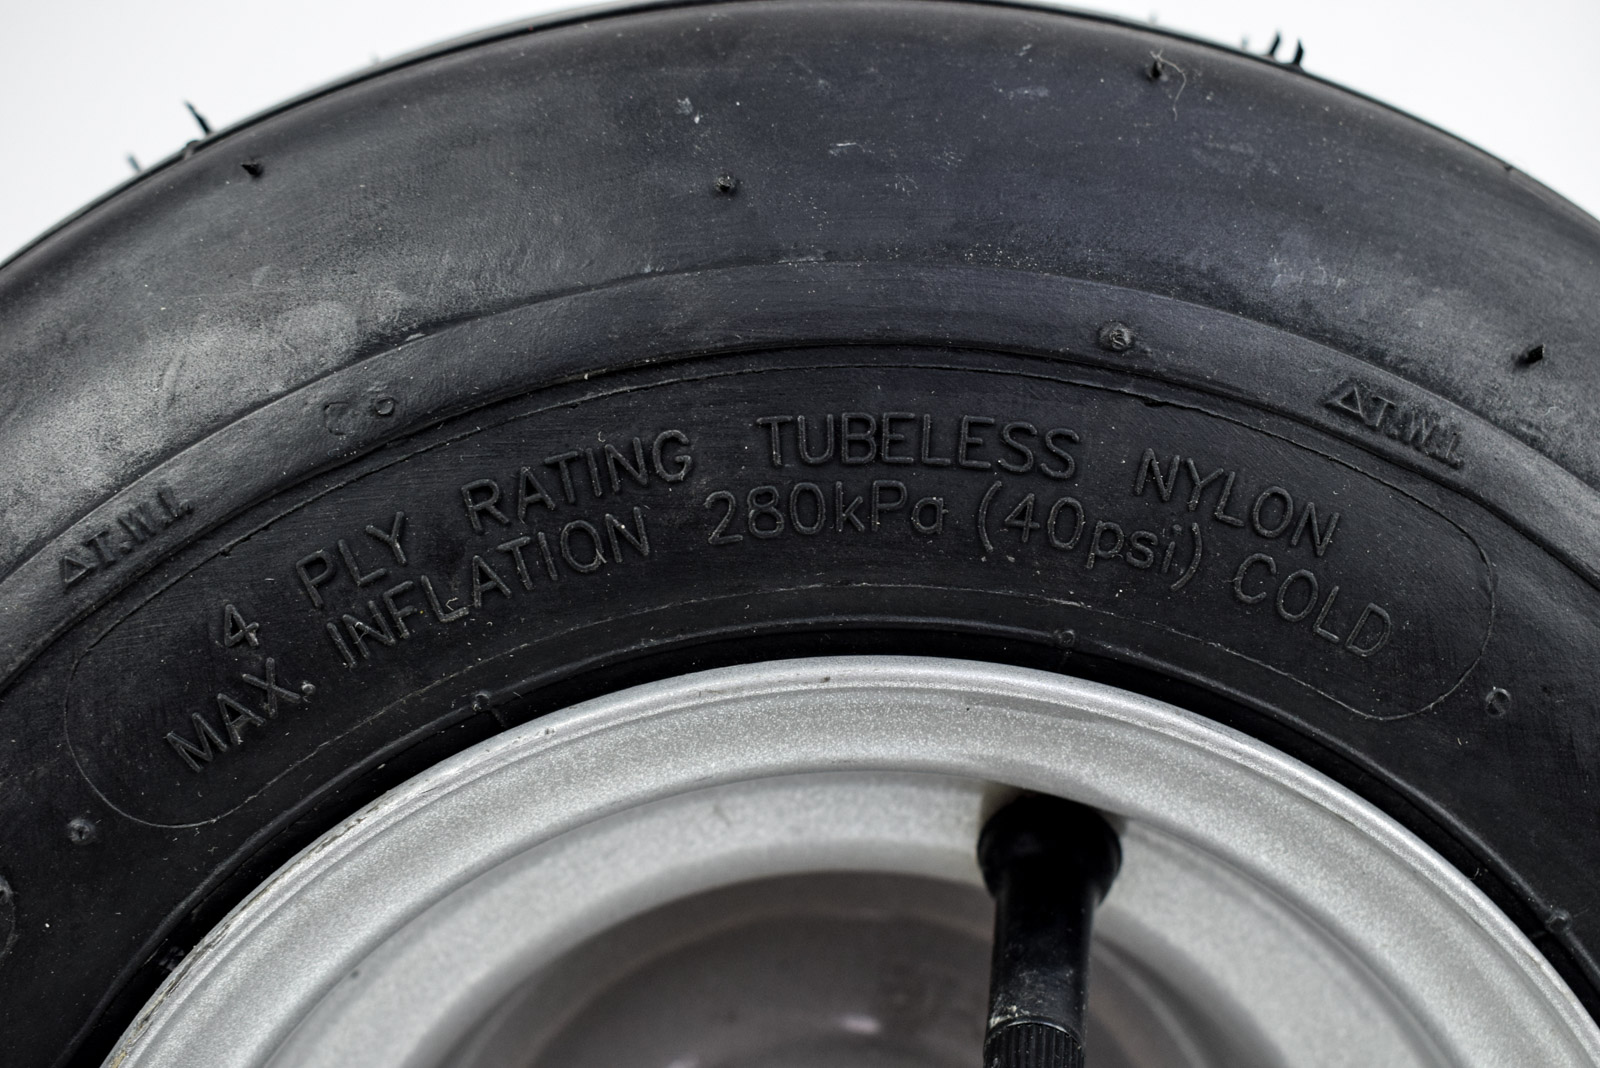 △T.W.I.
△T.W.I.
4 PLY RATING TUBELESS NYLON
MAX. INFLATION 280kPa (40psi) COLD